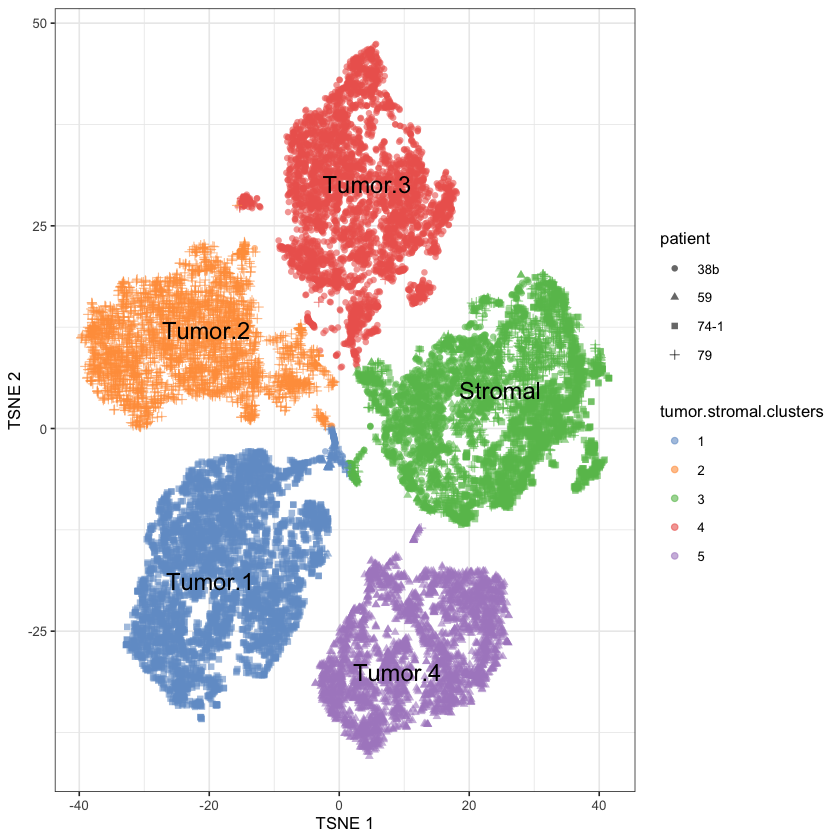 50
25
0
-25
-40
-20
0
20
40
TSNE 1
TSNE 2
Tumor.3
Tumor.2
Stromal
Tumor.1
Tumor.4
patient
38b
59
74-1
79
tumor.stromal.clusters
1
2
3
4
5